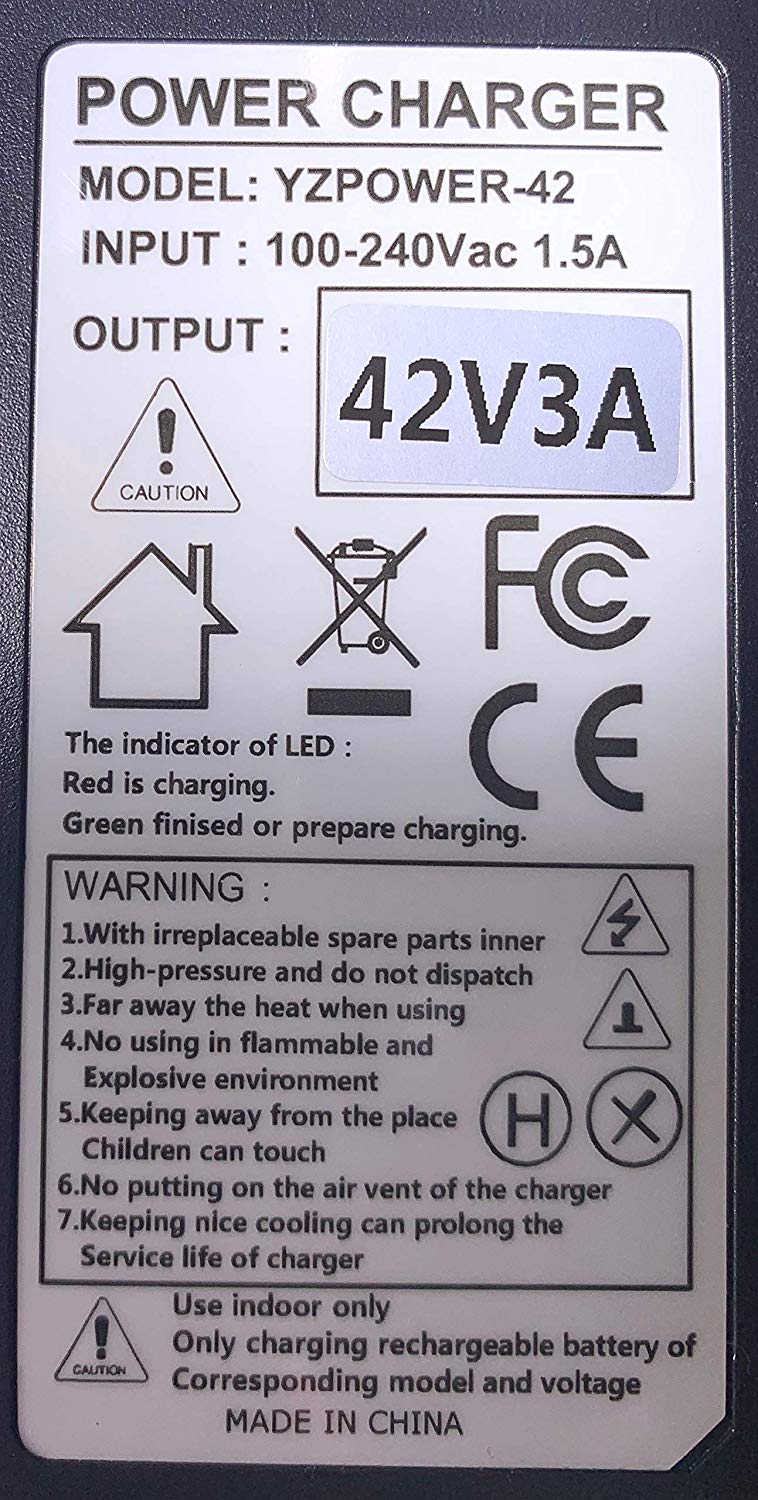 POWER CHARGER
MODEL: YZPOWER-42
INPUT : 100-240Vac 1.5A
OUTPUT :
42V3A
CAUTION
FC
CE
The indicator of LED :
Red is charging.
Green finised or prepare charging.
WARNING :
1.With irreplaceable spare parts inner
2.High-pressure and do not dispatch
3.Far away the heat when using
4.No using in flammable and
Explosive environment
5.Keeping away from the place
Children can touch
H X
6.No putting on the air vent of the charger
7.Keeping nice cooling can prolong the
Service life of charger
CAUTION
Use indoor only
Only charging rechargeable battery of
Corresponding model and voltage
MADE IN CHINA